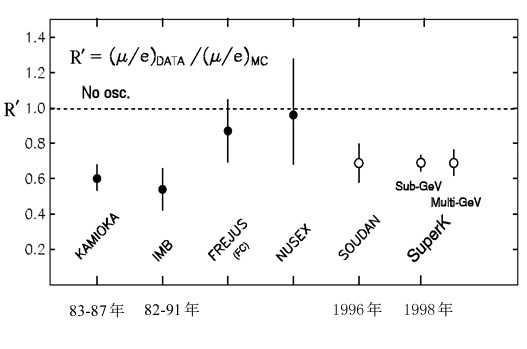 1.4
R′ = (μ/e)DATA /(μ/e)MC
1.2
No osc.
R′
1.0
0.8
0.6
Sub-GeV
Multi-GeV
0.4
0.2
KAMIOKA
IMB
FREJUS
(FC)
NUSEX
SOUDAN
SuperK
83-87年 82-91年 1996年 1998年